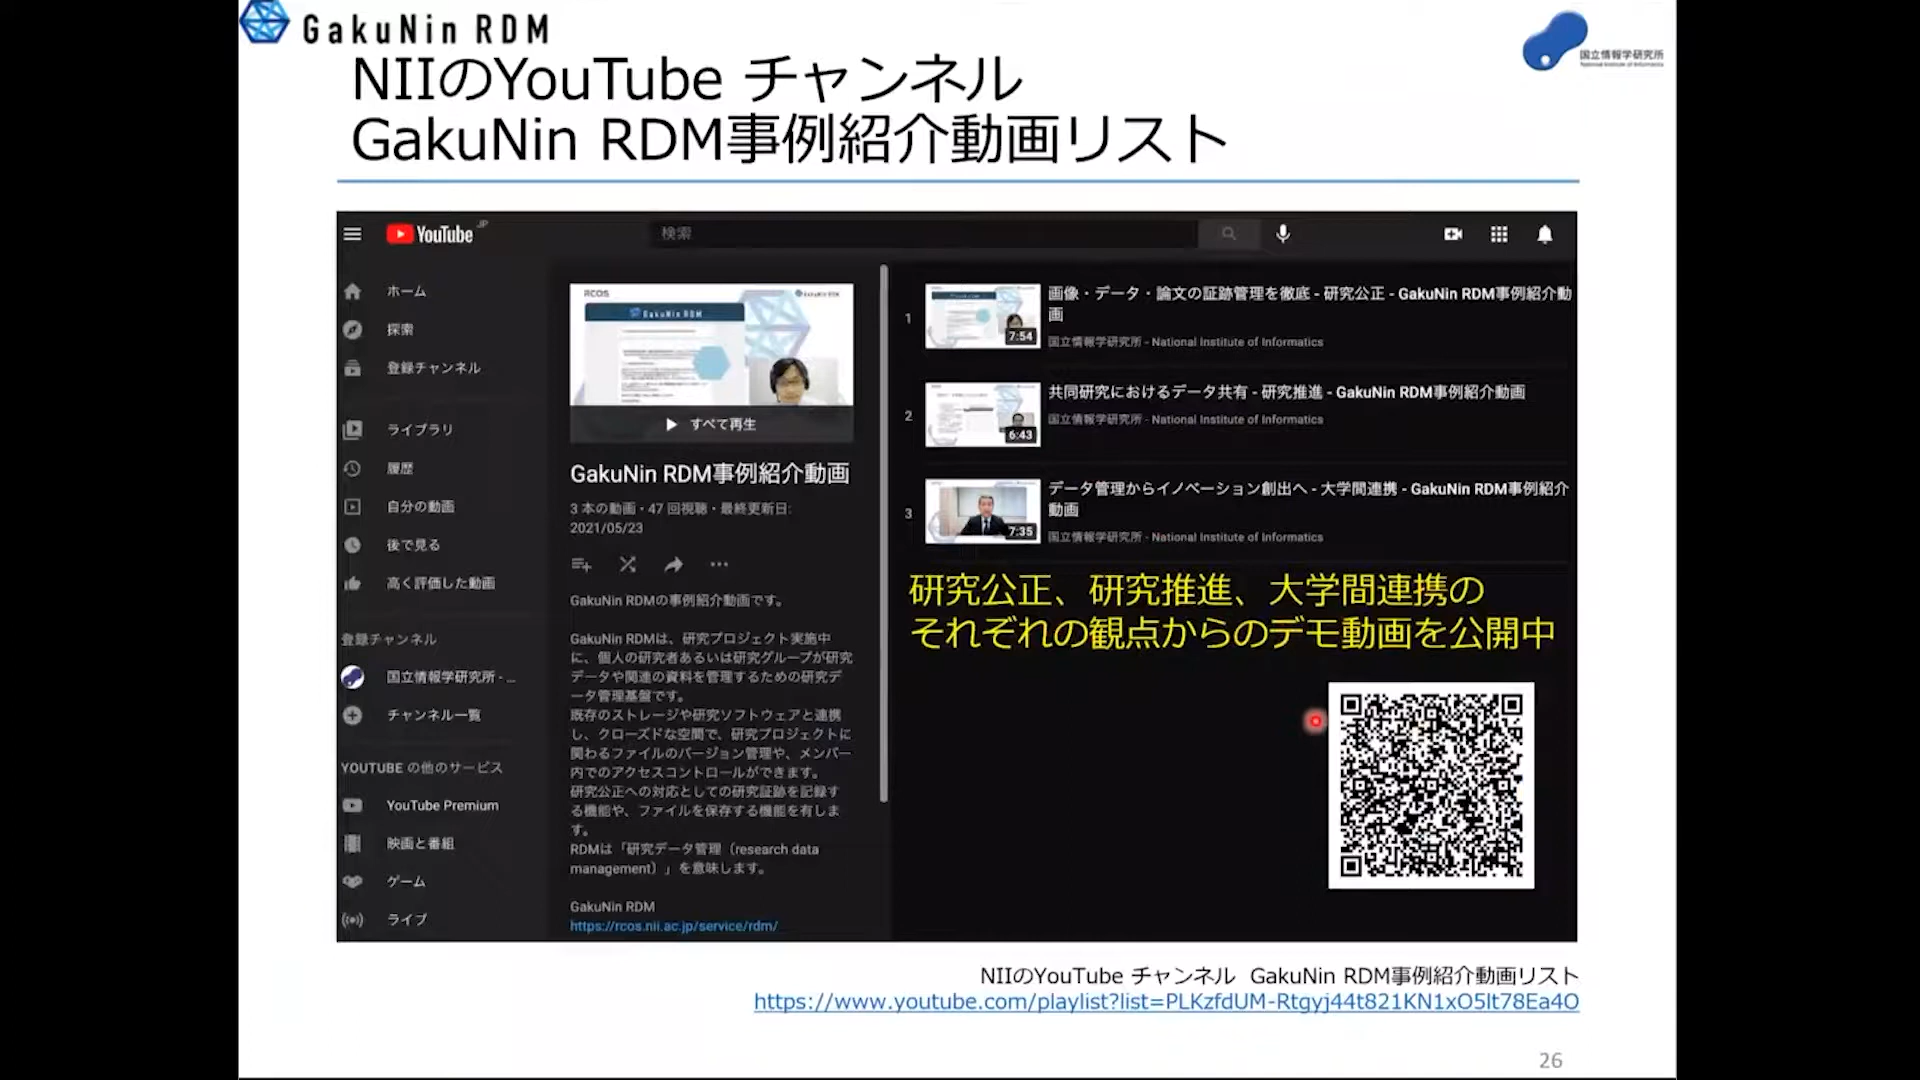 GakuNin RDM
国立情報学研究所
National Institute of Informatics
NIIのYouTube チャンネル
GakuNin RDM事例紹介動画リスト
YouTube JP
検索
ホーム
探索
登録チャンネル
ライブラリ
履歴
自分の動画
後で見る
高く評価した動画
登録チャンネル
国立情報学研究所 - ...
チャンネル一覧
YOUTUBE の他のサービス
YouTube Premium
映画と番組
ゲーム
ライブ
RCOS
GakuNin RDM
GakuNin RDM
すべて再生
GakuNin RDM事例紹介動画
3 本の動画・47 回視聴・最終更新日:
2021/05/23
GakuNin RDMの事例紹介動画です。
GakuNin RDMは、研究プロジェクト実施中
に、個人の研究者あるいは研究グループが研究
データや関連の資料を管理するための研究デ
ータ管理基盤です。
既存のストレージや研究ソフトウェアと連携
し、クローズドな空間で、研究プロジェクトに
関わるファイルのバージョン管理や、メンバー
内でのアクセスコントロールができます。
研究公正への対応としての研究証跡を記録す
る機能や、ファイルを保存する機能を有しま
す。
RDMは「研究データ管理（research data
management）」を意味します。
GakuNin RDM
https://rcos.nii.ac.jp/service/rdm/
1
7:54
画像・データ・論文の証跡管理を徹底 - 研究公正 - GakuNin RDM事例紹介動
画
国立情報学研究所 - National Institute of Informatics
2
6:43
共同研究におけるデータ共有 - 研究推進 - GakuNin RDM事例紹介動画
国立情報学研究所 - National Institute of Informatics
3
7:35
データ管理からイノベーション創出へ - 大学間連携 - GakuNin RDM事例紹介
動画
国立情報学研究所 - National Institute of Informatics
研究公正、研究推進、大学間連携の
それぞれの観点からのデモ動画を公開中
NIIのYouTube チャンネル GakuNin RDM事例紹介動画リスト
https://www.youtube.com/playlist?list=PLKzfdUM-Rtgyj44t821KN1xO5lt78Ea4O
26